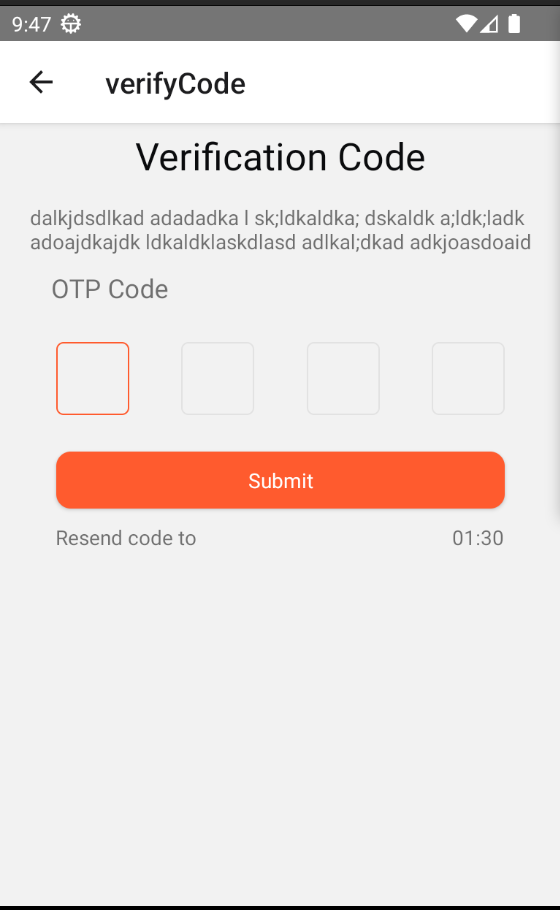 9:47
verifyCode
Verification Code
dalkjdsdlkad adadadka l sk;ldkaldka; dskaldk a;ldk;ladk
adoajdkajdk ldkaldklaskdlasd adlkal;dkad adkjoasdoaid
OTP Code
Submit
Resend code to 01:30